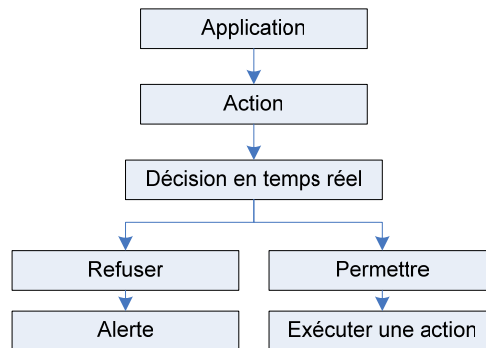 Application
Action
Décision en temps réel
Refuser
Permettre
Alerte
Exécuter une action